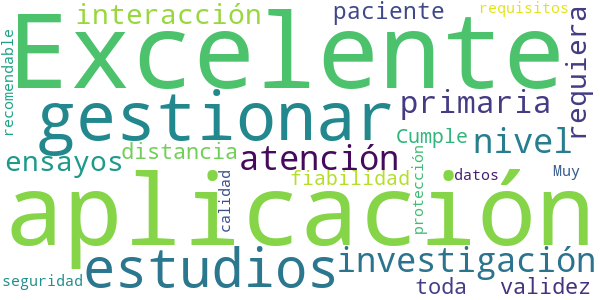 interacción
paciente
requisitos
Excelente
recomendable
requiera
gestionar
primaria
Cumple
nivel
ensayos
distancia
atención
fiabilidad
calidad
protección
datos
Muy
aplicación
estudios
investigación
seguridad
toda
validez